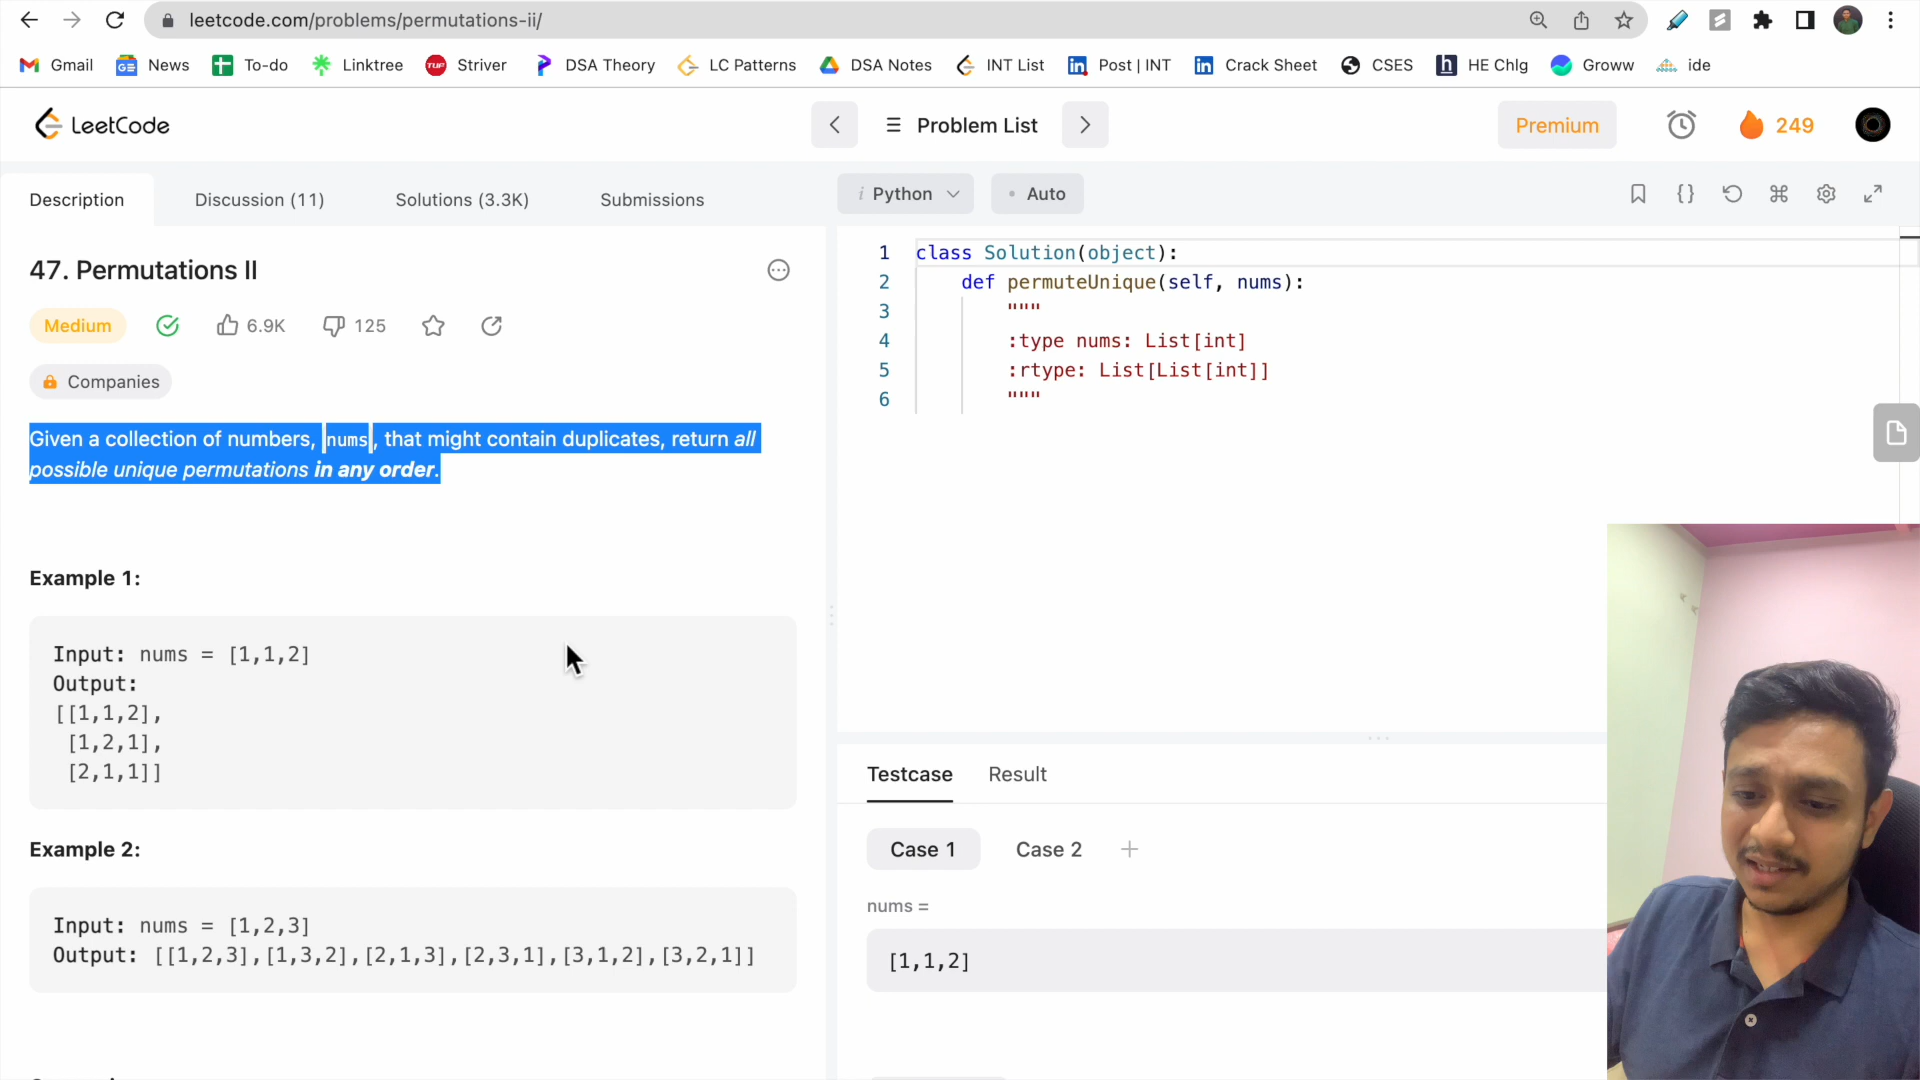 leetcode.com/problems/permutations-ii/
Gmail News To-do Linktree TUF Striver DSA Theory LC Patterns DSA Notes INT List Post | INT Crack Sheet CSES HE Chlg Groww ide
LeetCode
Problem List
Premium
249
Description Discussion (11) Solutions (3.3K) Submissions
i Python • Auto
47. Permutations II
Medium 6.9K 125
Companies
Given a collection of numbers, nums, that might contain duplicates, return all
possible unique permutations in any order.
Example 1:
Input: nums = [1,1,2]
Output:
[[1,1,2],
[1,2,1],
[2,1,1]]
Example 2:
Input: nums = [1,2,3]
Output: [[1,2,3],[1,3,2],[2,1,3],[2,3,1],[3,1,2],[3,2,1]]
1 class Solution(object):
2 def permuteUnique(self, nums):
3 """
4 :type nums: List[int]
5 :rtype: List[List[int]]
6 """
Testcase Result
Case 1 Case 2 +
nums =
[1,1,2]